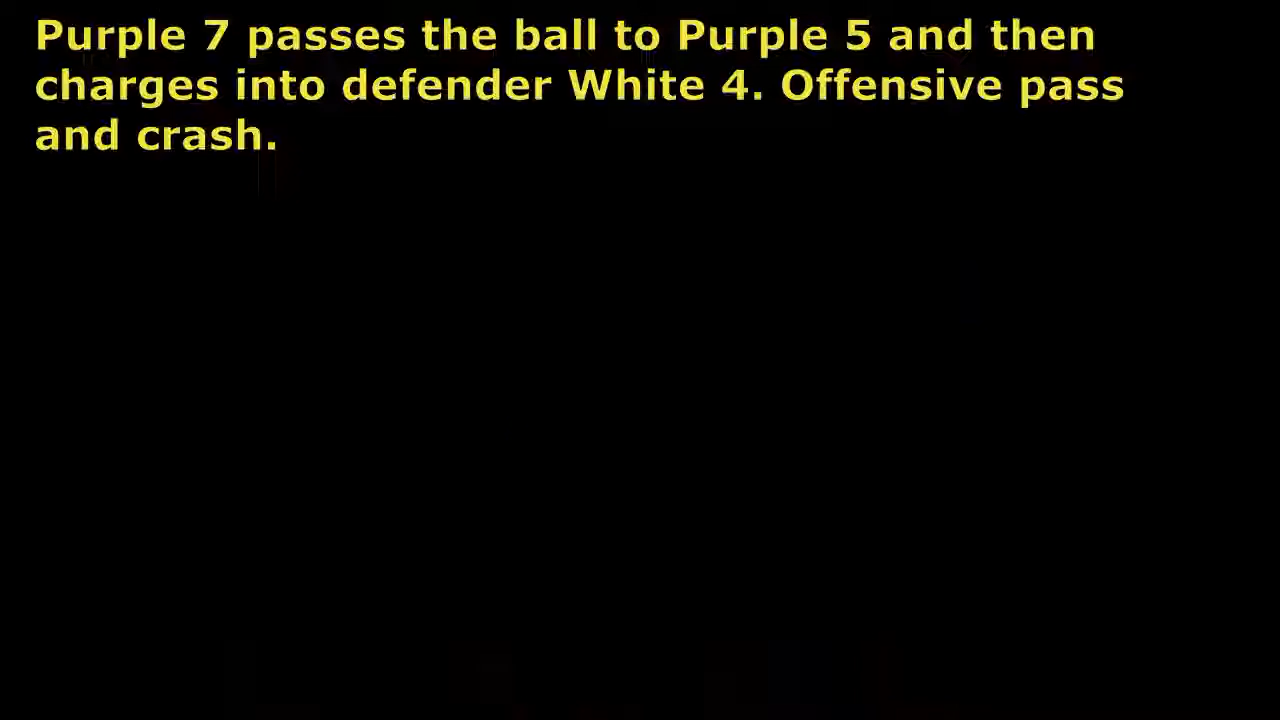 Purple 7 passes the ball to Purple 5 and then
charges into defender White 4. Offensive pass
and crash.